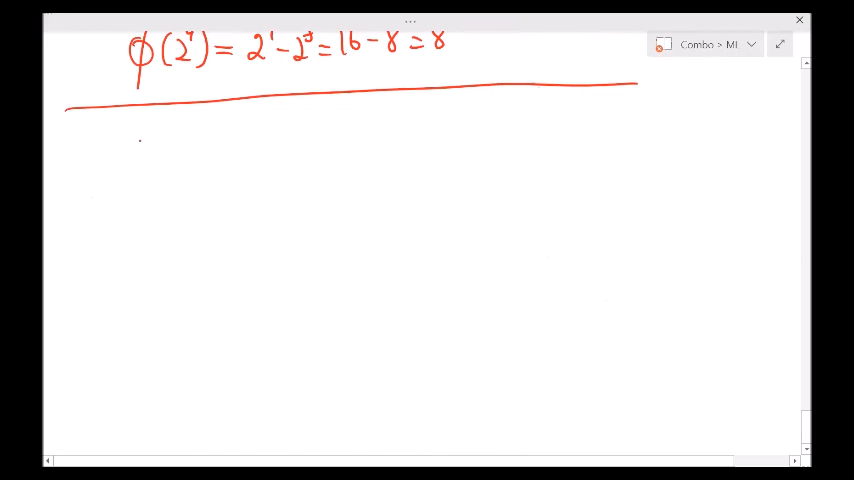 Combo > MI
ϕ(2⁴) = 2⁴ - 2³ = 16 - 8 = 8